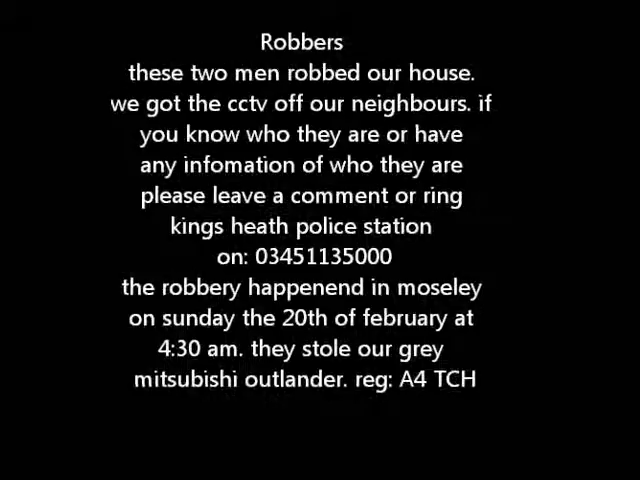 Robbers
these two men robbed our house.
we got the cctv off our neighbours. if
you know who they are or have
any infomation of who they are
please leave a comment or ring
kings heath police station
on: 03451135000
the robbery happenend in moseley
on sunday the 20th of february at
4:30 am. they stole our grey
mitsubishi outlander. reg: A4 TCH